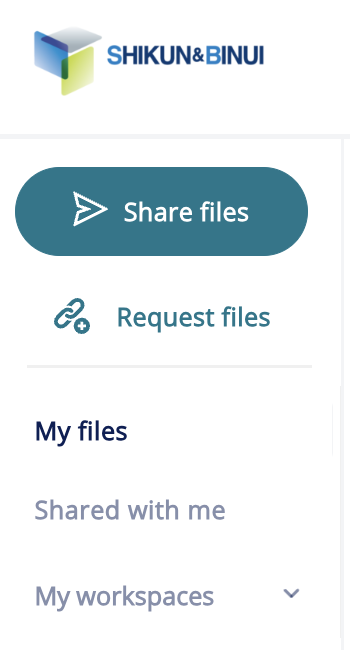 SHIKUN&BINUI
Share files
Request files
My files
Shared with me
My workspaces